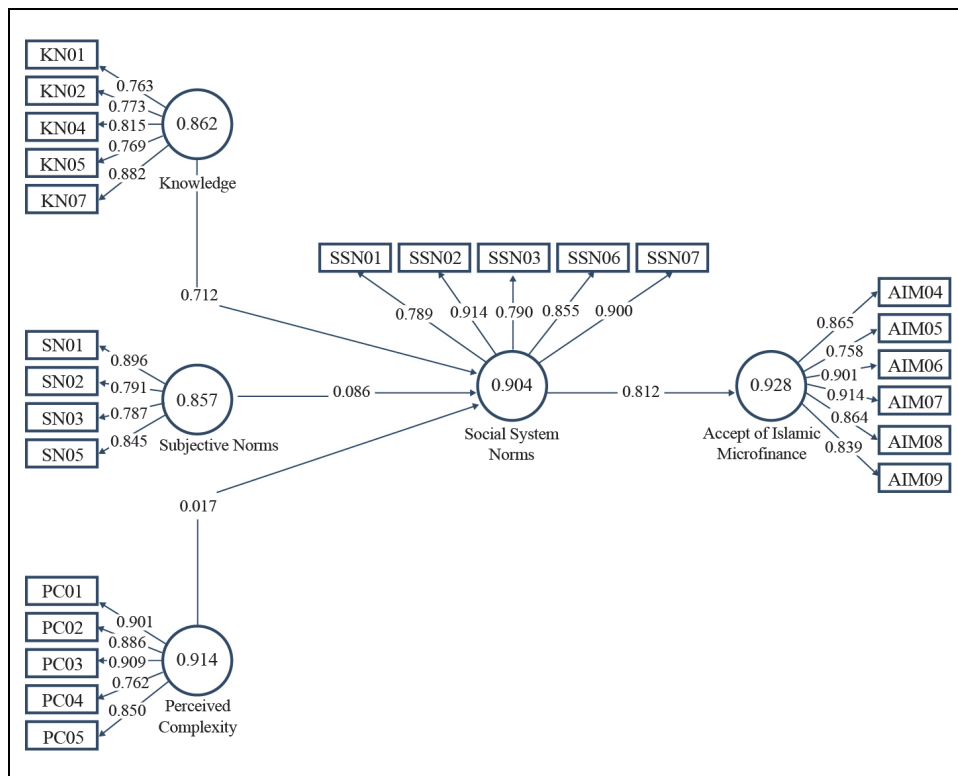 KN01
KN02
KN04
KN05
KN07
0.763
0.773
0.815
0.769
0.882
0.862
Knowledge
0.712
SN01
SN02
SN03
SN05
0.896
0.791
0.787
0.845
0.857
Subjective Norms
0.086
PC01
PC02
PC03
PC04
PC05
0.901
0.886
0.909
0.762
0.850
0.914
Perceived
Complexity
0.017
SSN01
SSN02
SSN03
SSN06
SSN07
0.789
0.914
0.790
0.855
0.900
0.904
Social System
Norms
0.812
0.928
Accept of Islamic
Microfinance
0.865
0.758
0.901
0.914
0.864
0.839
AIM04
AIM05
AIM06
AIM07
AIM08
AIM09